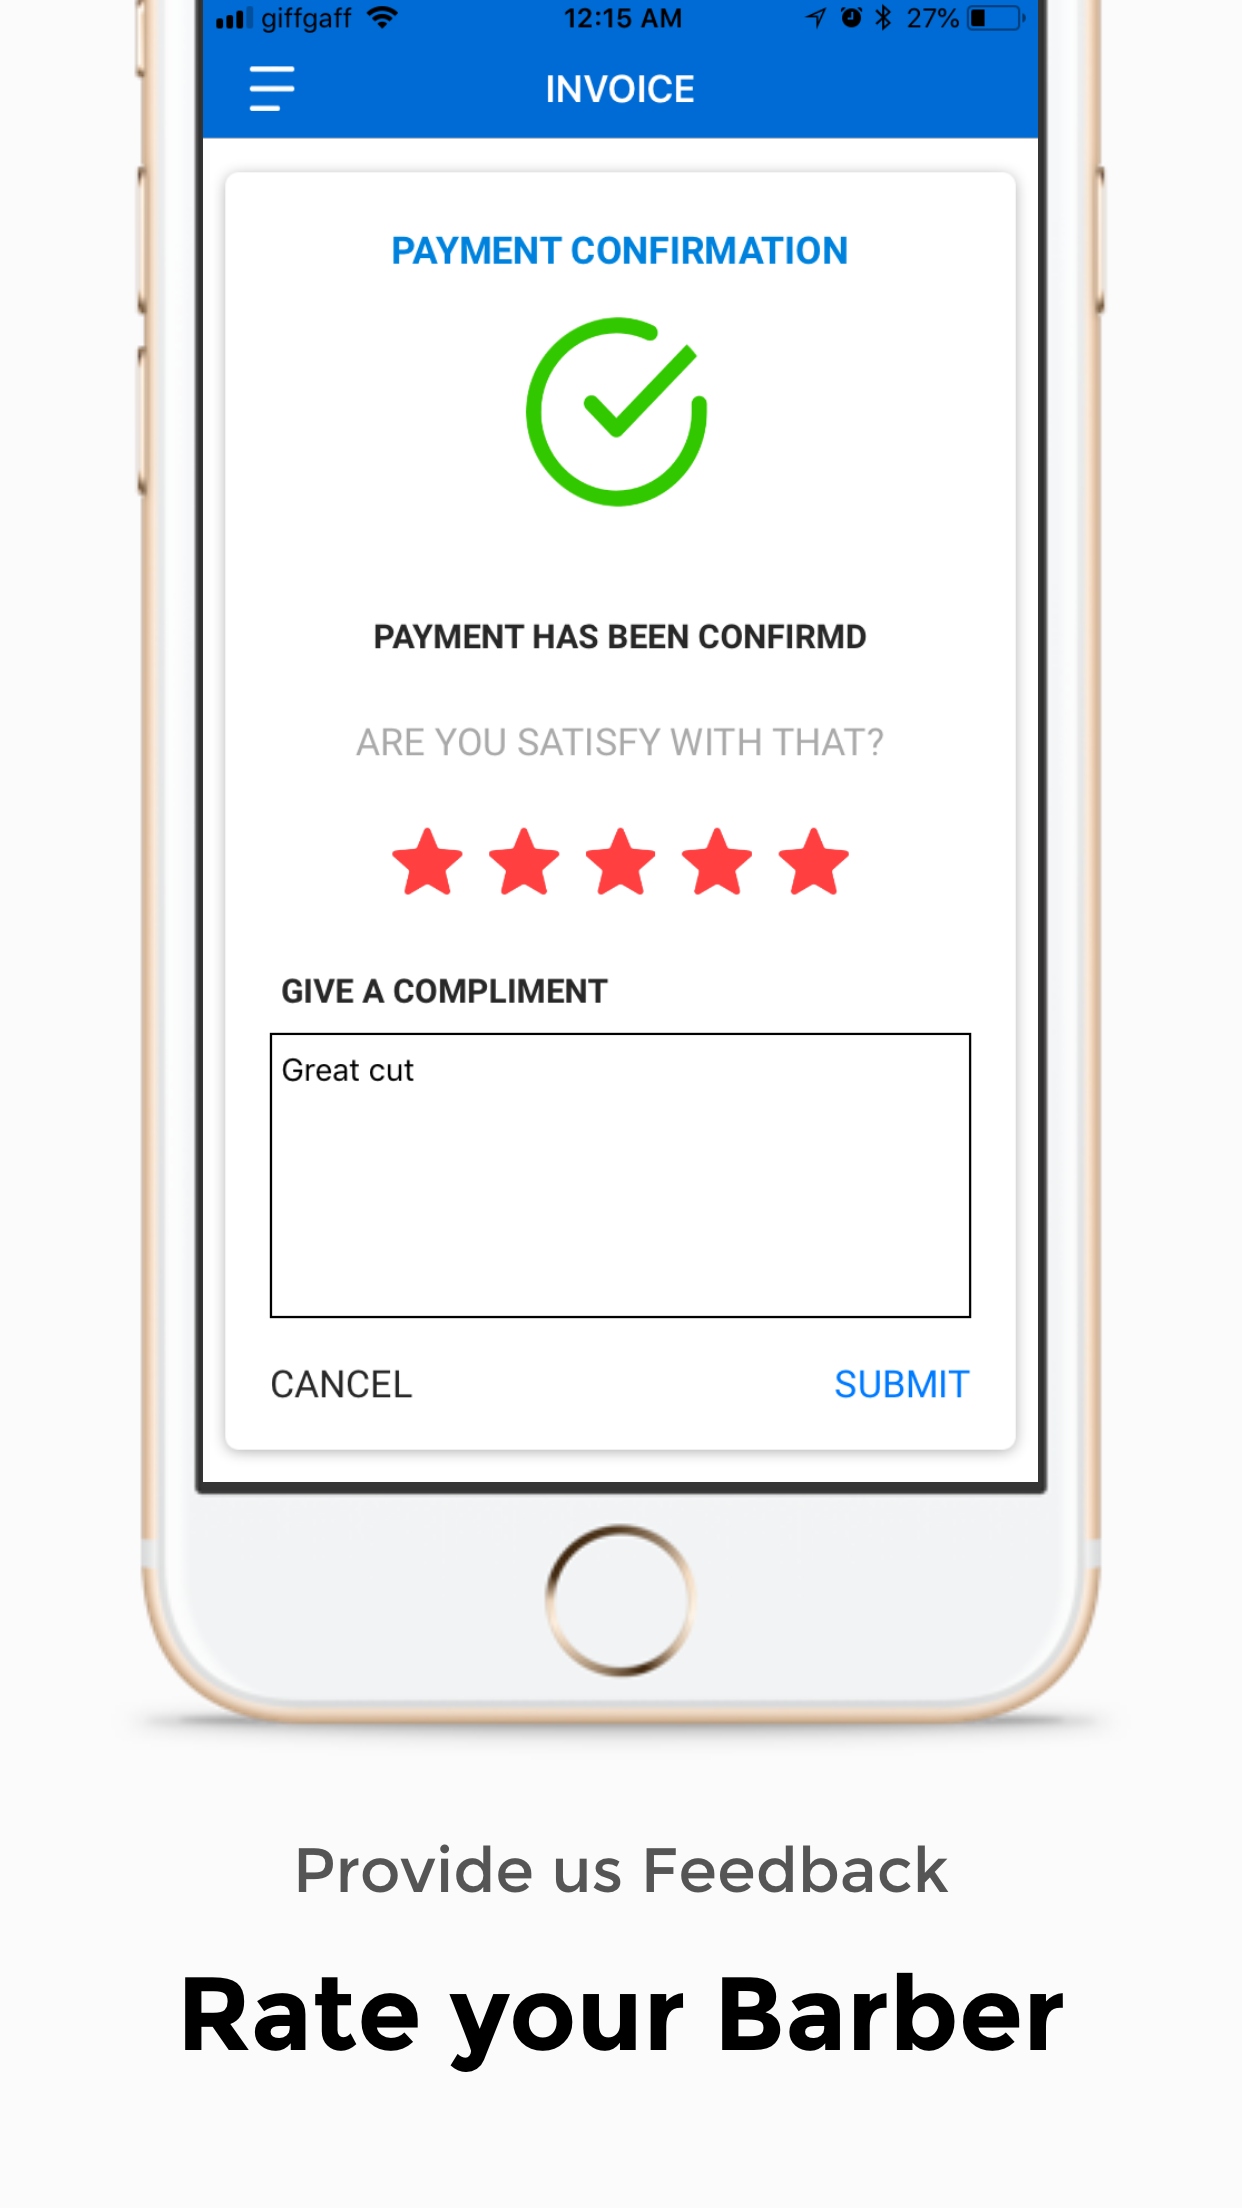 giffgaff 12:15 AM 27%
INVOICE
PAYMENT CONFIRMATION
PAYMENT HAS BEEN CONFIRMD
ARE YOU SATISFY WITH THAT?
GIVE A COMPLIMENT
Great cut
CANCEL SUBMIT
Provide us Feedback
Rate your Barber